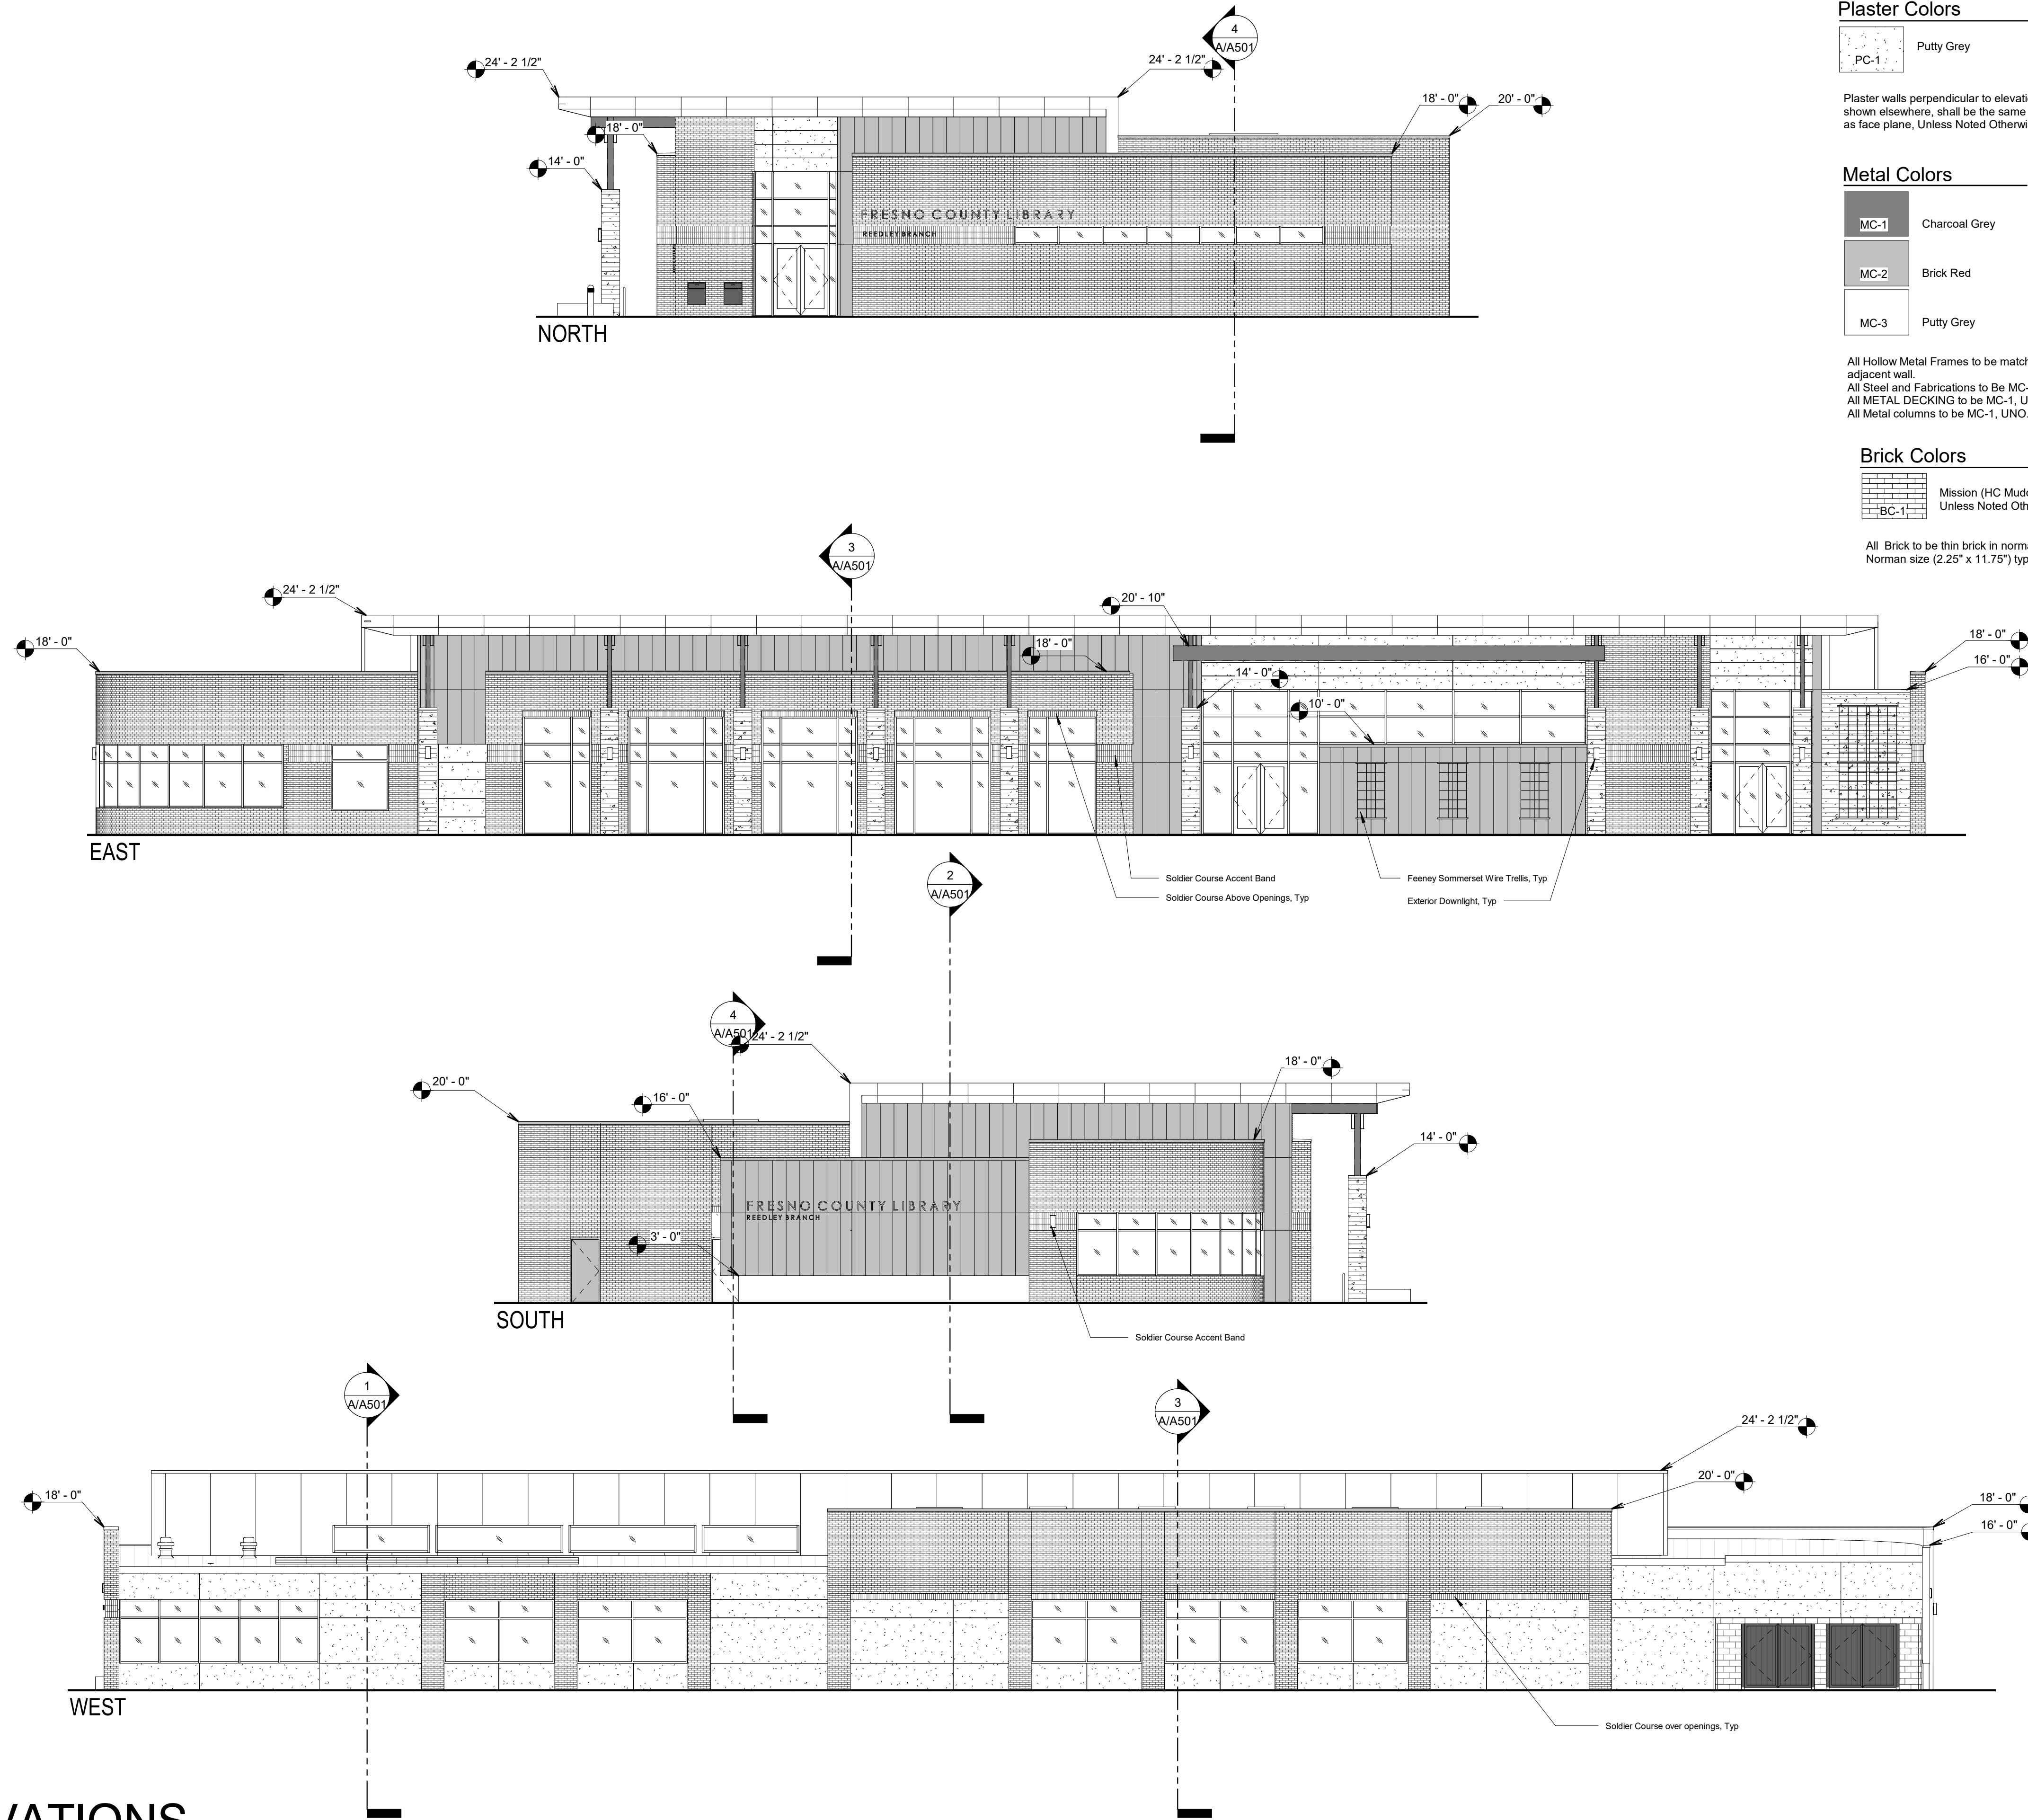 Plaster Colors
PC-1
Putty Grey
Plaster walls perpendicular to elevati
shown elsewhere, shall be the same
as face plane, Unless Noted Otherwi
Metal Colors
MC-1
Charcoal Grey
MC-2
Brick Red
MC-3
Putty Grey
All Hollow Metal Frames to be match
adjacent wall.
All Steel and Fabrications to Be MC-
All METAL DECKING to be MC-1, U
All Metal columns to be MC-1, UNO.
Brick Colors
BC-1
Mission (HC Mudd
Unless Noted Oth
All Brick to be thin brick in norma
Norman size (2.25" x 11.75") typ
4
A/A501
24' - 2 1/2"
24' - 2 1/2"
18' - 0"
20' - 0"
18' - 0"
14' - 0"
FRESNO COUNTY LIBRARY
REEDLEY BRANCH
NORTH
3
A/A501
24' - 2 1/2"
20' - 10"
18' - 0"
18' - 0"
18' - 0"
16' - 0"
14' - 0"
10' - 0"
EAST
Soldier Course Accent Band
Soldier Course Above Openings, Typ
Feeney Sommerset Wire Trellis, Typ
Exterior Downlight, Typ
2
A/A501
4
A/A501
24' - 2 1/2"
18' - 0"
20' - 0"
16' - 0"
14' - 0"
FRESNO COUNTY LIBRARY
REEDLEY BRANCH
3' - 0"
SOUTH
Soldier Course Accent Band
1
A/A501
3
A/A501
24' - 2 1/2"
20' - 0"
18' - 0"
18' - 0"
16' - 0"
WEST
Soldier Course over openings, Typ
VATIONS